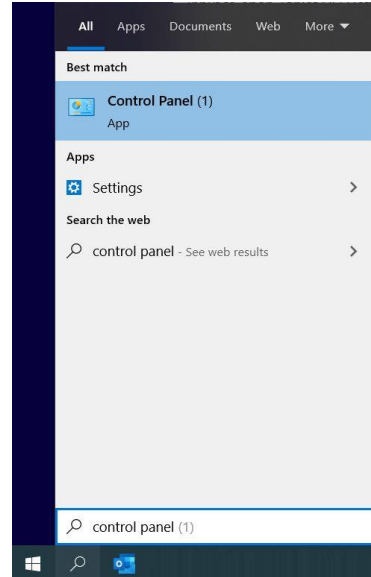 All Apps Documents Web More
Best match
Control Panel (1)
App
Apps
Settings
Search the web
control panel - See web results
control panel (1)